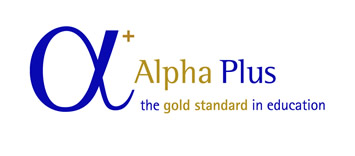 α+
Alpha Plus
the gold standard in education